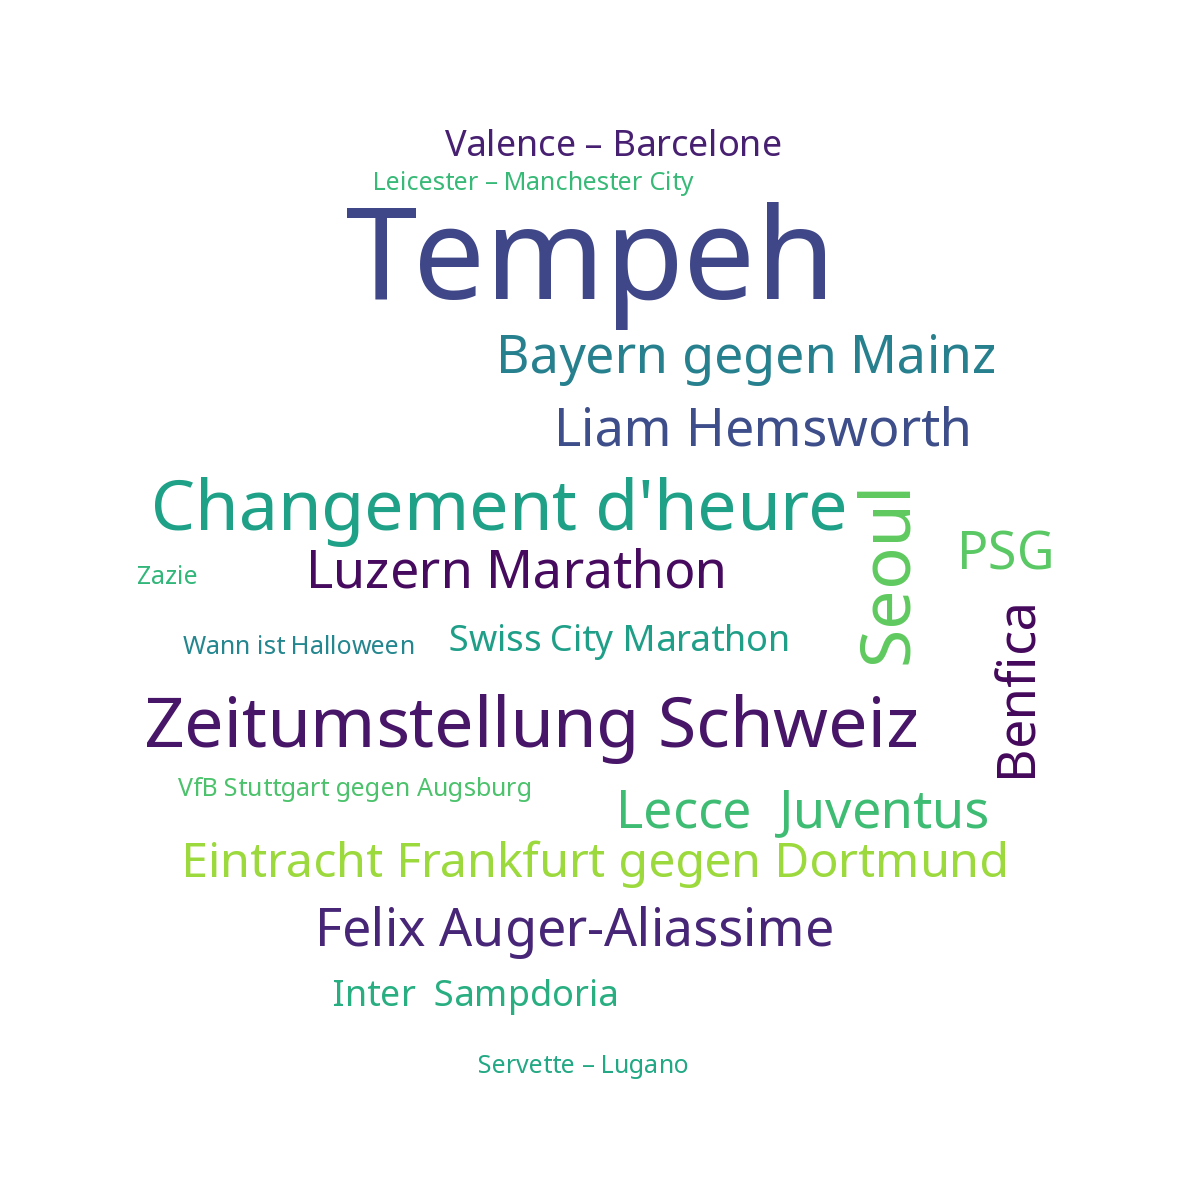 Valence – Barcelone
Leicester – Manchester City
Tempeh
Bayern gegen Mainz
Liam Hemsworth
Changement d'heure
Seoul
PSG
Luzern Marathon
Zazie
Benfica
Swiss City Marathon
Wann ist Halloween
Zeitumstellung Schweiz
VfB Stuttgart gegen Augsburg
Lecce  Juventus
Eintracht Frankfurt gegen Dortmund
Felix Auger-Aliassime
Inter  Sampdoria
Servette – Lugano